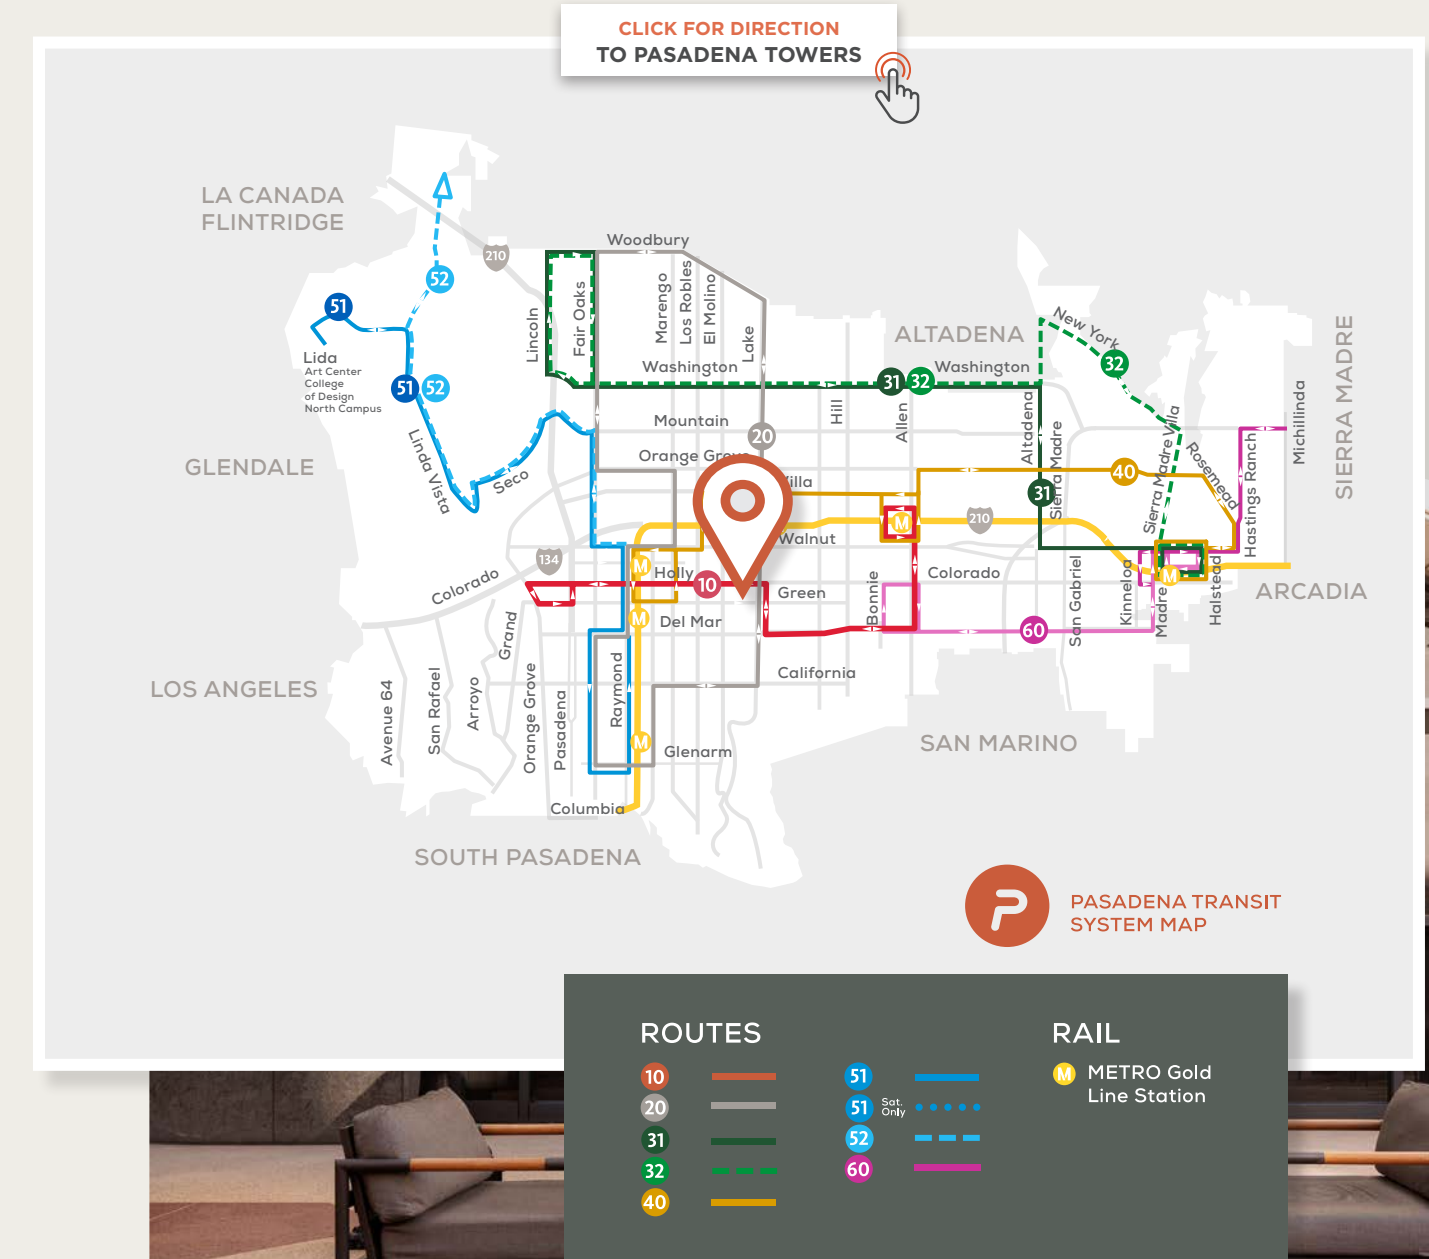 CLICK FOR DIRECTION
TO PASADENA TOWERS
LA CANADA
FLINTRIDGE
210
52
51
Lida
Art Center
College
of Design
North Campus
51
52
Linda Vista
Seco
GLENDALE
Woodbury
Lincoln
Fair Oaks
Marengo
Los Robles
El Molino
Lake
Washington
ALTADENA
31
32
Washington
New York
32
Mountain
20
Hill
Allen
Altadena
Sierra Madre
Sierra Madre Villa
Rosemead
Hastings Ranch
Michillinda
SIERRA MADRE
Orange Grove
40
31
M
210
Walnut
134
Colorado
M
Holly
10
Green
Bonnie
Colorado
San Gabriel
Kinneloa
Madre
M
Halstead
ARCADIA
60
M
Del Mar
Grand
LOS ANGELES
Avenue 64
San Rafael
Arroyo
Orange Grove
Pasadena
Raymond
California
M
Glenarm
SAN MARINO
Columbia
SOUTH PASADENA
P
PASADENA TRANSIT
SYSTEM MAP
ROUTES
10
20
31
32
40
51
51 Sat.
Only
52
60
RAIL
M METRO Gold
Line Station